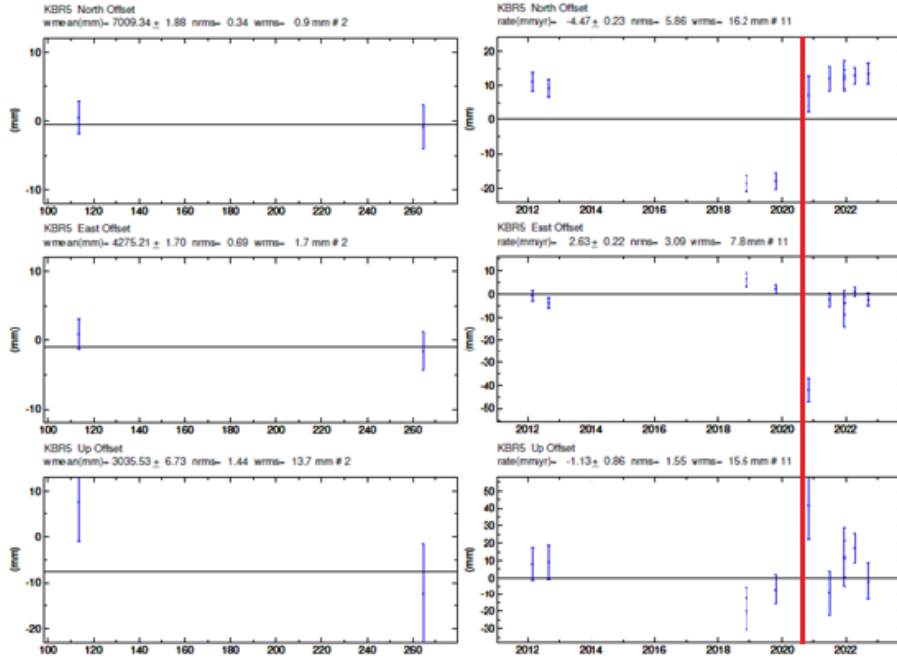 KBR5 North Offset
wmean(mm)= 7009.34 ± 1.88 nrms= 0.34 wrms= 0.9 mm # 2
10
0
-10
(mm)
100 120 140 160 180 200 220 240 260
KBR5 East Offset
wmean(mm)= 4275.21 ± 1.70 nrms= 0.69 wrms= 1.7 mm # 2
10
0
-10
(mm)
100 120 140 160 180 200 220 240 260
KBR5 Up Offset
wmean(mm)= 3035.53 ± 6.73 nrms= 1.44 wrms= 13.7 mm # 2
10
0
-10
-20
(mm)
100 120 140 160 180 200 220 240 260
KBR5 North Offset
rate(mm/yr)= -4.47 ± 0.23 nrms= 5.86 wrms= 16.2 mm # 11
20
10
0
-10
-20
(mm)
2012 2014 2016 2018 2020 2022
KBR5 East Offset
rate(mm/yr)= 2.63 ± 0.22 nrms= 3.09 wrms= 7.8 mm # 11
10
0
-10
-20
-30
-40
-50
(mm)
2012 2014 2016 2018 2020 2022
KBR5 Up Offset
rate(mm/yr)= -1.13 ± 0.86 nrms= 1.55 wrms= 15.6 mm # 11
50
40
30
20
10
0
-10
-20
-30
(mm)
2012 2014 2016 2018 2020 2022